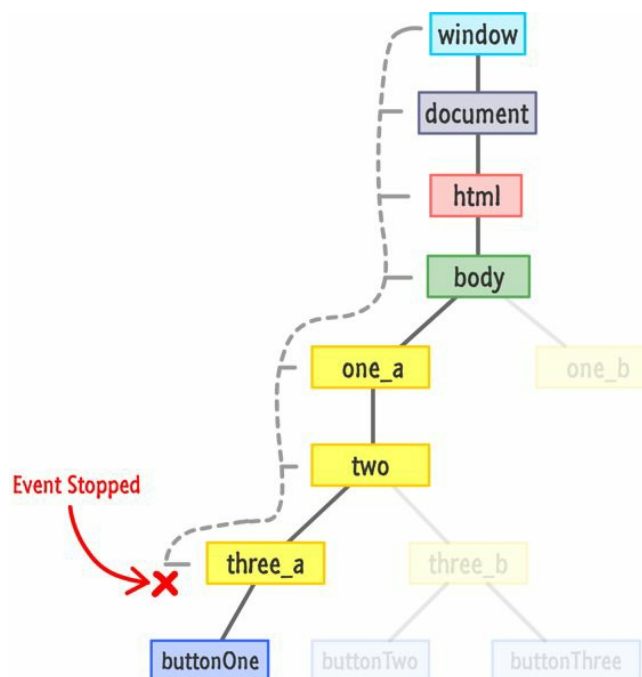 window
document
html
body
one_a
one_b
two
Event Stopped
three_a
three_b
buttonOne
buttonTwo
buttonThree